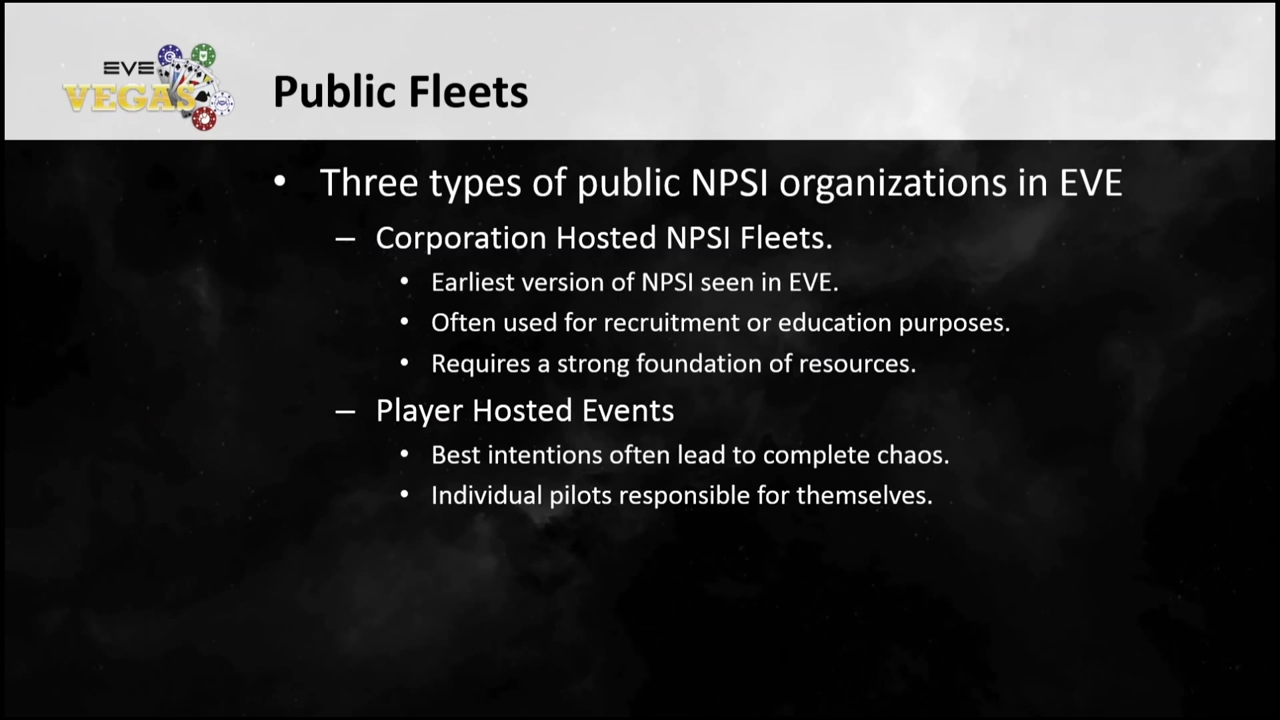 EVE
VEGAS
Public Fleets
• Three types of public NPSI organizations in EVE
– Corporation Hosted NPSI Fleets.
• Earliest version of NPSI seen in EVE.
• Often used for recruitment or education purposes.
• Requires a strong foundation of resources.
– Player Hosted Events
• Best intentions often lead to complete chaos.
• Individual pilots responsible for themselves.